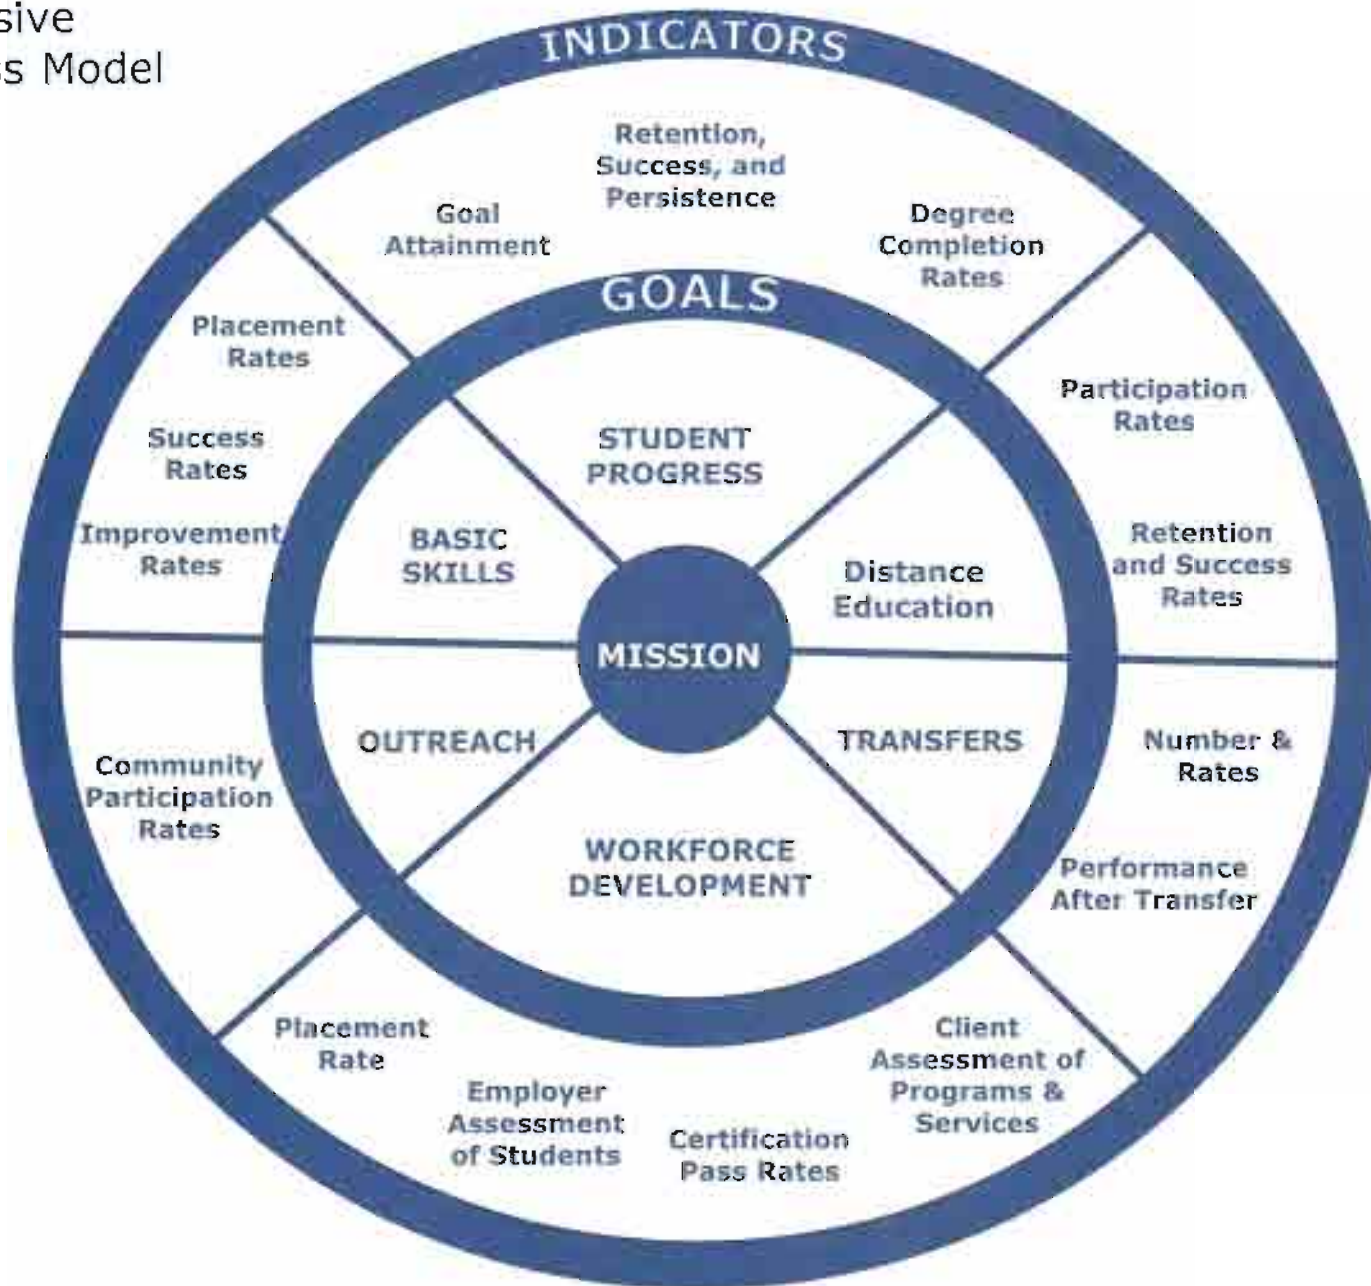 sive
ss Model
INDICATORS
Retention,
Success, and
Persistence
Goal
Attainment
Degree
Completion
Rates
GOALS
Placement
Rates
Success
Rates
Improvement
Rates
Participation
Rates
Retention
and Success
Rates
STUDENT
PROGRESS
BASIC
SKILLS
Distance
Education
MISSION
OUTREACH
TRANSFERS
WORKFORCE
DEVELOPMENT
Community
Participation
Rates
Number &
Rates
Performance
After Transfer
Placement
Rate
Employer
Assessment
of Students
Certification
Pass Rates
Client
Assessment of
Programs &
Services